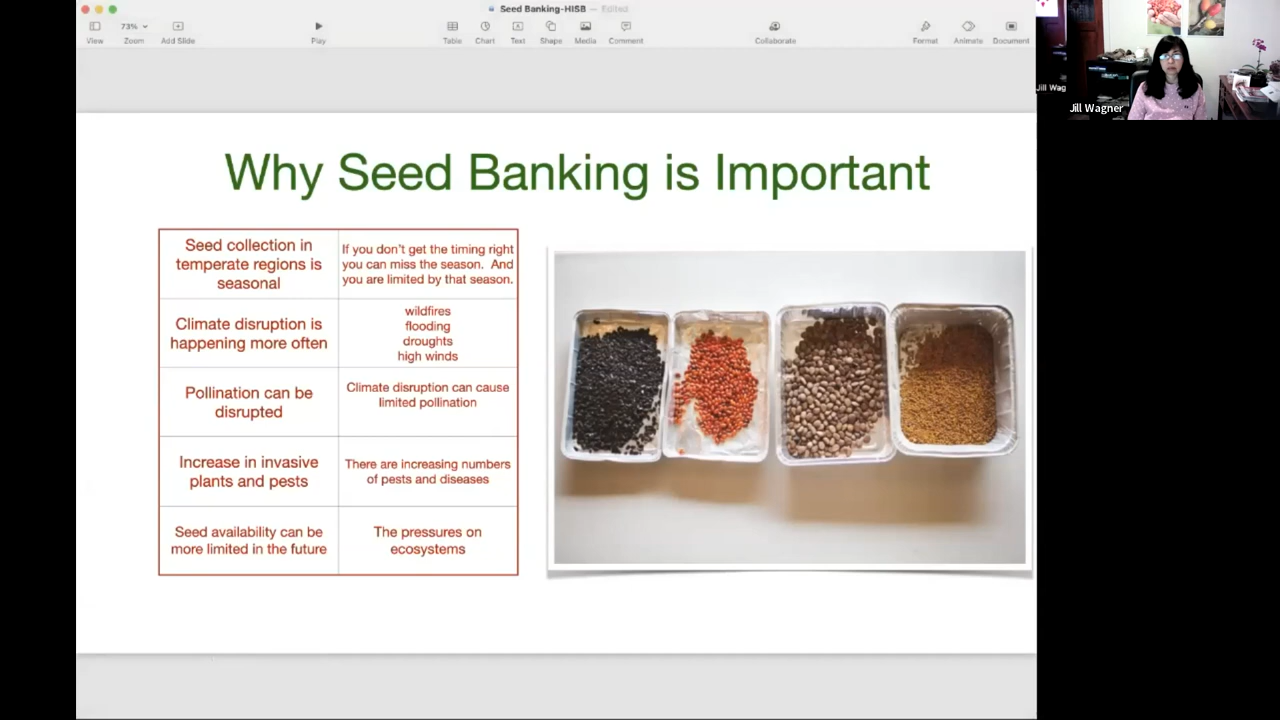 Seed Banking-HISB — Edited
73%
View
Zoom
Add Slide
Play
Table
Chart
Text
Shape
Media
Comment
Collaborate
Format
Animate
Document
Jill Wag
Jill Wagner
Why Seed Banking is Important
Seed collection in
temperate regions is
seasonal
If you don't get the timing right
you can miss the season. And
you are limited by that season.
Climate disruption is
happening more often
wildfires
flooding
droughts
high winds
Pollination can be
disrupted
Climate disruption can cause
limited pollination
Increase in invasive
plants and pests
There are increasing numbers
of pests and diseases
Seed availability can be
more limited in the future
The pressures on
ecosystems